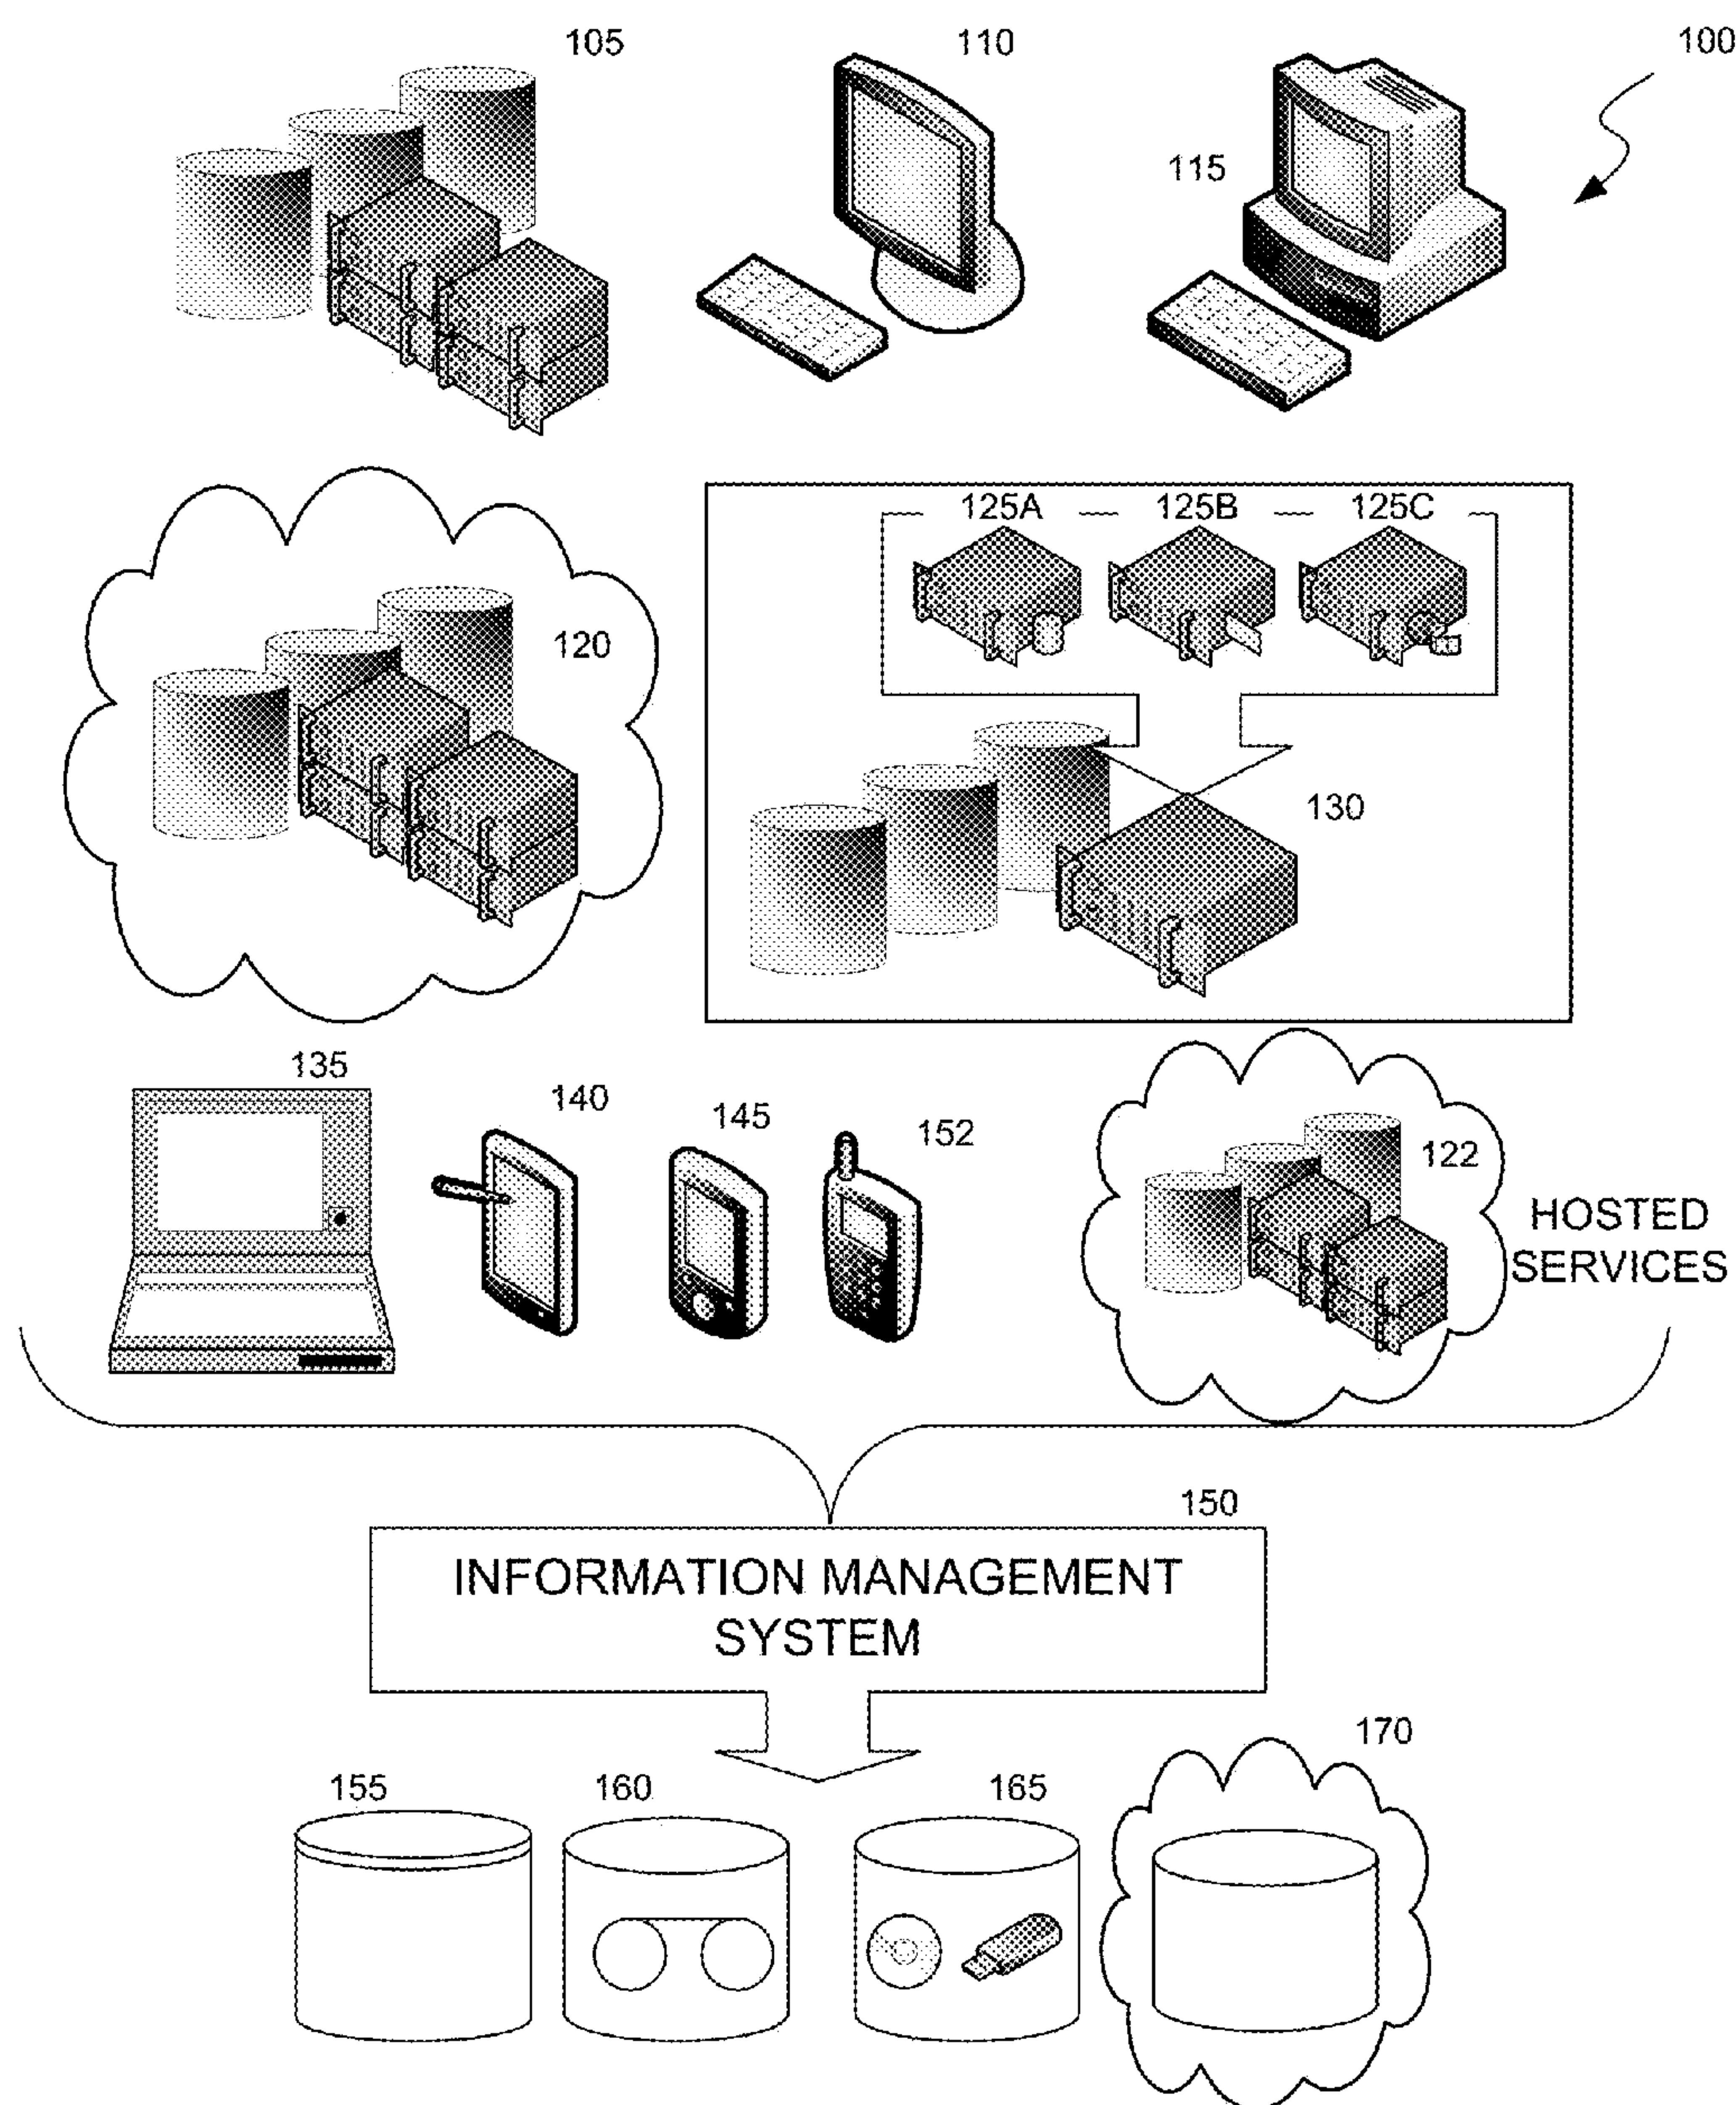 105
110
100
115
125A
125B
125C
120
130
135
140
145
152
122
HOSTED
SERVICES
150
INFORMATION MANAGEMENT
SYSTEM
170
155
160
165